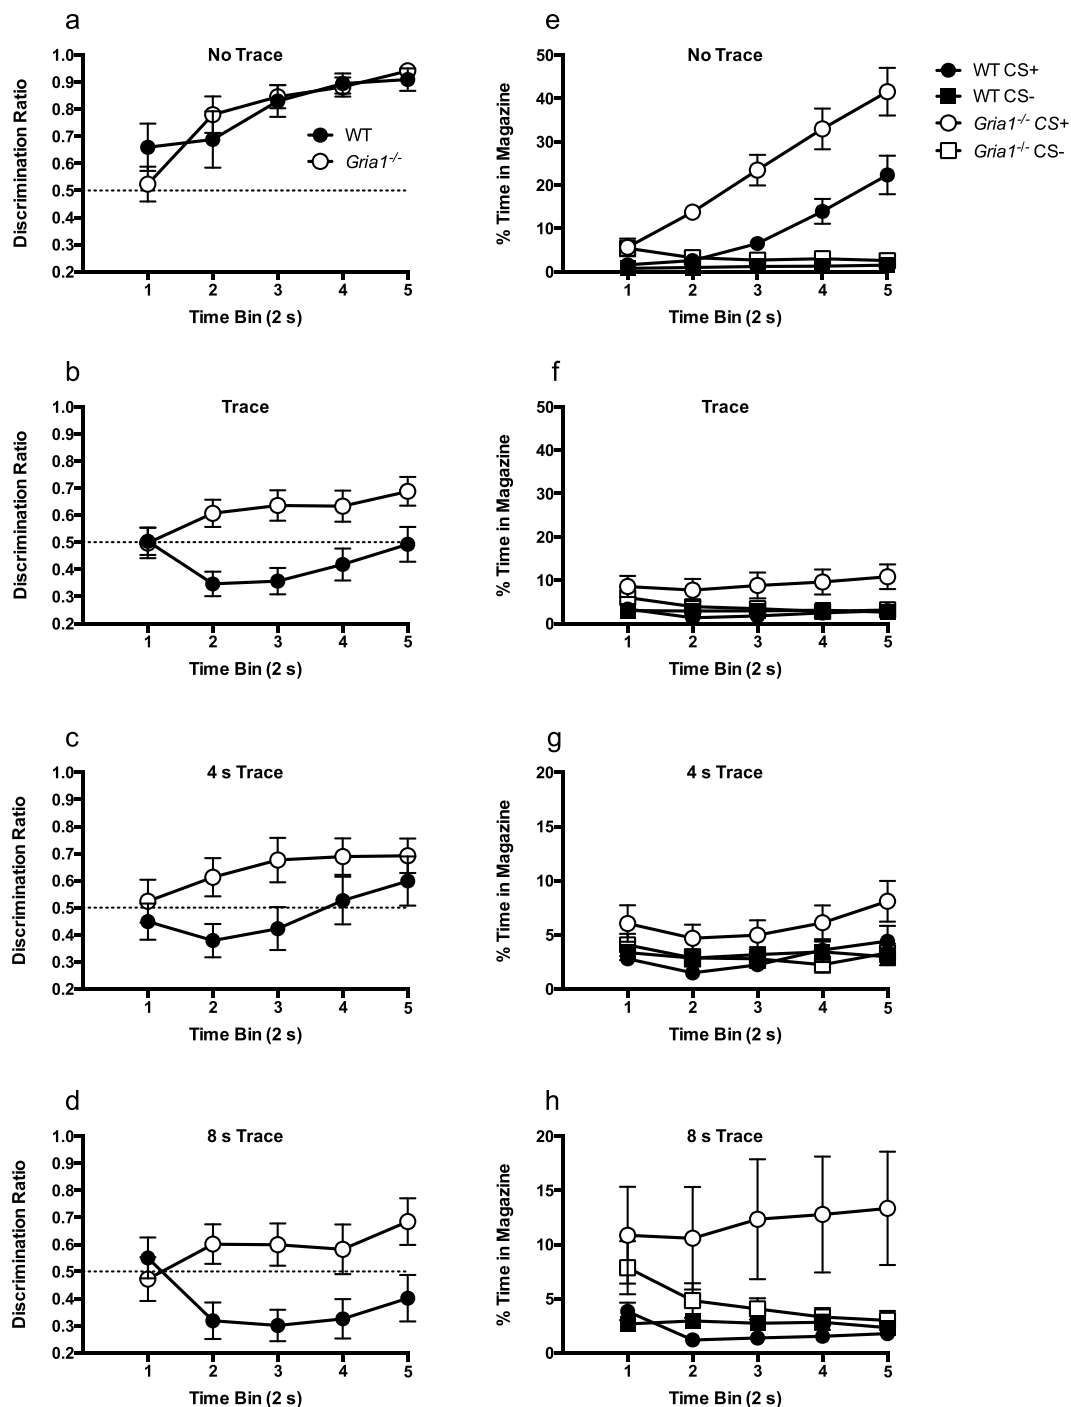 a
No Trace
Discrimination Ratio
1.0
0.9
0.8
0.7
0.6
0.5
0.4
0.3
0.2
WT
Gria1-/-
1 2 3 4 5
Time Bin (2 s)
e
No Trace
% Time in Magazine
50
40
30
20
10
0
1 2 3 4 5
Time Bin (2 s)
WT CS+
WT CS-
Gria1-/- CS+
Gria1-/- CS-
b
Trace
Discrimination Ratio
1.0
0.9
0.8
0.7
0.6
0.5
0.4
0.3
0.2
1 2 3 4 5
Time Bin (2 s)
f
Trace
% Time in Magazine
50
40
30
20
10
0
1 2 3 4 5
Time Bin (2 s)
c
4 s Trace
Discrimination Ratio
1.0
0.9
0.8
0.7
0.6
0.5
0.4
0.3
0.2
1 2 3 4 5
Time Bin (2 s)
g
4 s Trace
% Time in Magazine
20
15
10
5
0
1 2 3 4 5
Time Bin (2 s)
d
8 s Trace
Discrimination Ratio
1.0
0.9
0.8
0.7
0.6
0.5
0.4
0.3
0.2
1 2 3 4 5
Time Bin (2 s)
h
8 s Trace
% Time in Magazine
20
15
10
5
0
1 2 3 4 5
Time Bin (2 s)